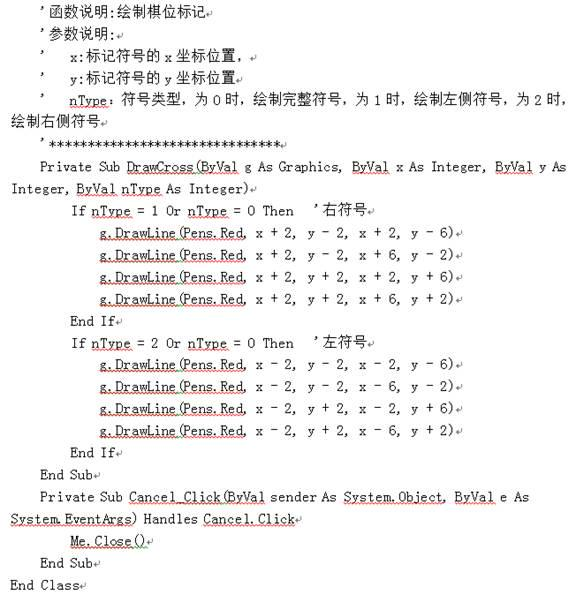 ' 函数说明:绘制棋位标记
' 参数说明:
'   x:标记符号的 x 坐标位置,
'   y:标记符号的 y 坐标位置
'   nType：符号类型，为 0 时，绘制完整符号，为 1 时，绘制左侧符号，为 2 时，
绘制右侧符号
' ******************************
Private Sub DrawCross(ByVal g As Graphics, ByVal x As Integer, ByVal y As
Integer, ByVal nType As Integer)
If nType = 1 Or nType = 0 Then   '右符号
g.DrawLine(Pens.Red, x + 2, y - 2, x + 2, y - 6)
g.DrawLine(Pens.Red, x + 2, y - 2, x + 6, y - 2)
g.DrawLine(Pens.Red, x + 2, y + 2, x + 2, y + 6)
g.DrawLine(Pens.Red, x + 2, y + 2, x + 6, y + 2)
End If
If nType = 2 Or nType = 0 Then   '左符号
g.DrawLine(Pens.Red, x - 2, y - 2, x - 2, y - 6)
g.DrawLine(Pens.Red, x - 2, y - 2, x - 6, y - 2)
g.DrawLine(Pens.Red, x - 2, y + 2, x - 2, y + 6)
g.DrawLine(Pens.Red, x - 2, y + 2, x - 6, y + 2)
End If
End Sub
Private Sub Cancel_Click(ByVal sender As System.Object, ByVal e As
System.EventArgs) Handles Cancel.Click
Me.Close()
End Sub
End Class